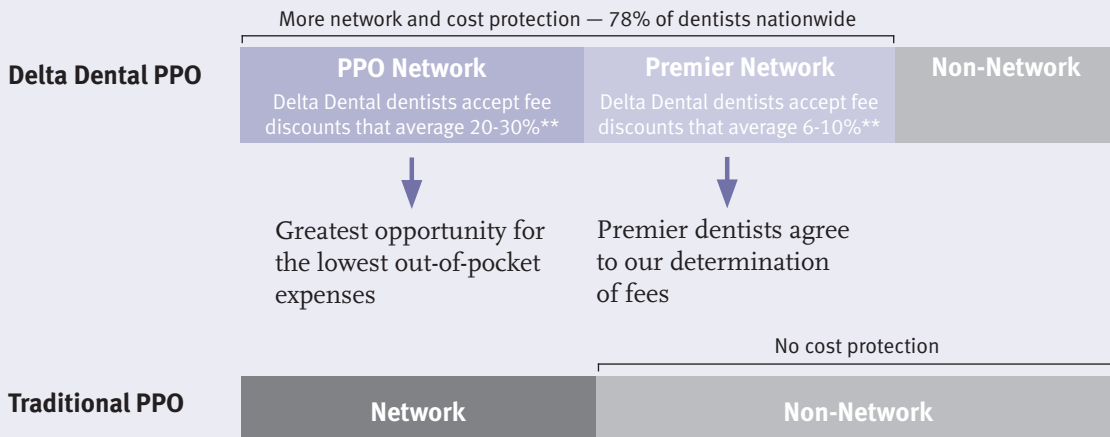 More network and cost protection — 78% of dentists nationwide
Delta Dental PPO
PPO Network
Delta Dental dentists accept fee
discounts that average 20-30%**
Premier Network
Delta Dental dentists accept fee
discounts that average 6-10%**
Non-Network
Greatest opportunity for
the lowest out-of-pocket
expenses
Premier dentists agree
to our determination
of fees
No cost protection
Traditional PPO
Network
Non-Network